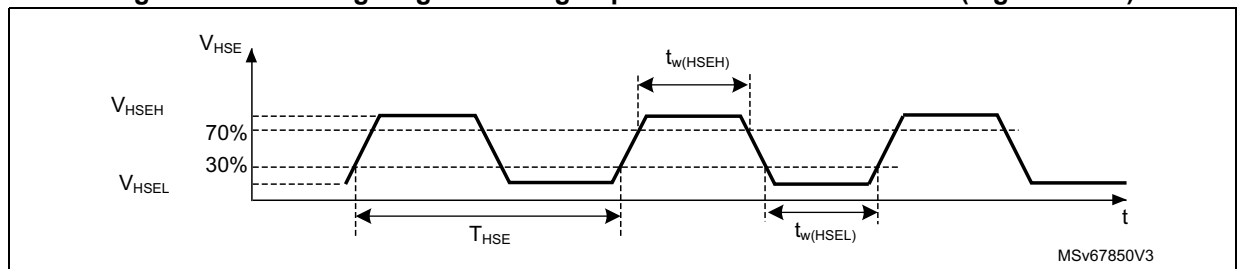 V_HSE
t_w(HSEH)
V_HSEH
70%
30%
V_HSEL
T_HSE
t_w(HSEL)
t
MSv67850V3